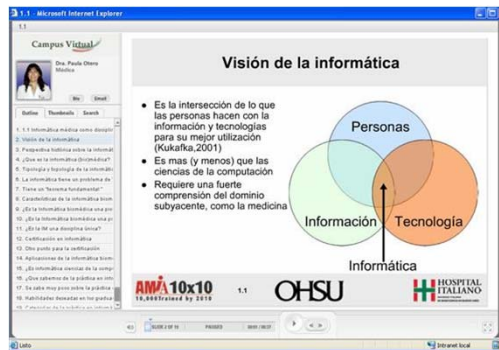 1.1 - Microsoft Internet Explorer
1.1
Campus Virtual
Dra. Paula Otero
Medica
Bio
Email
Outline
Thumbnails
Search
1. 1.1 Informática médica como discipli
2. Visión de la informática
3. Perspectiva histórica sobre la informát
4. ¿Que es la informática (bio)médica?
5. Tipología y topología de la informátic
6. La informática tiene un problema de
7. Tiene un 'Teorema fundamental'"
8. Características de la informática biom
9. ¿Es la Informática biomédica una pro
10. ¿Es la Informática biomédica una pr
11. ¿Es la IM una disciplina única?
12. Certificación en informática
13. Otro punto para la certificación
14. Aplicaciones de la informática biom
15. ¿Es informática ciencias de la comp
16. ¿Que sabemos de la práctica en info
17. Se sabe muy poco sobre la práctica
18. Habilidades deseadas en los gradua
Visión de la informática
• Es la intersección de lo que
las personas hacen con la
información y tecnologías
para su mejor utilización
(Kukafka,2001)
• Es mas (y menos) que las
ciencias de la computación
• Requiere una fuerte
comprensión del dominio
subyacente, como la medicina
Personas
Información
Tecnología
Informática
AMIA 10x10
10,000 Trained by 2010
1.1
OHSU
HOSPITAL
ITALIANO
PAUSED
Listo
Intranet local